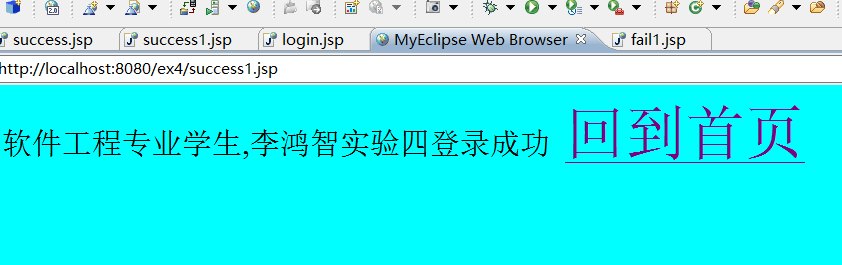 success.jsp success1.jsp login.jsp MyEclipse Web Browser fail1.jsp
http://localhost:8080/ex4/success1.jsp
软件工程专业学生,李鸿智实验四登录成功 回到首页